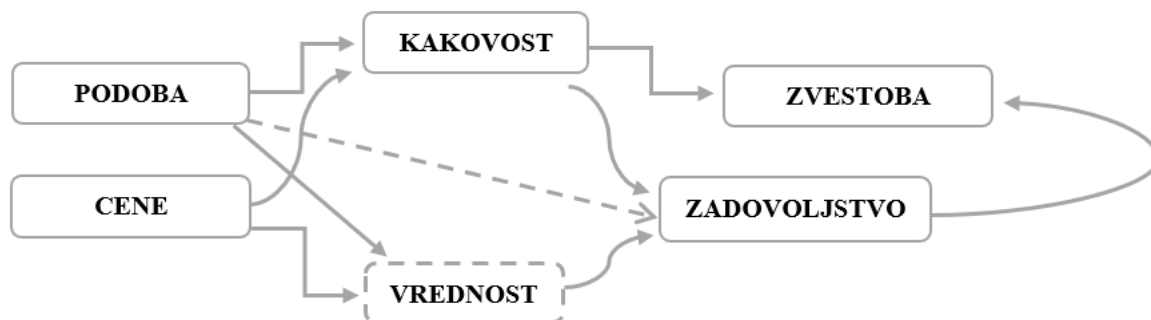 KAKOVOST
PODOBA
ZVESTOBA
CENE
ZADOVOLJSTVO
VREDNOST